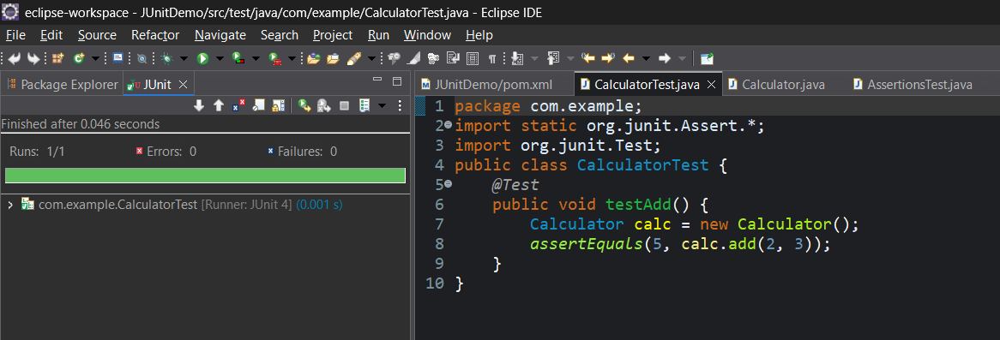 eclipse-workspace - JUnitDemo/src/test/java/com/example/CalculatorTest.java - Eclipse IDE
File Edit Source Refactor Navigate Search Project Run Window Help
Package Explorer JUnit
Finished after 0.046 seconds
Runs: 1/1 Errors: 0 Failures: 0
com.example.CalculatorTest [Runner: JUnit 4] (0.001 s)
JUnitDemo/pom.xml CalculatorTest.java Calculator.java AssertionsTest.java
1 package com.example;
2 import static org.junit.Assert.*;
3 import org.junit.Test;
4 public class CalculatorTest {
5     @Test
6     public void testAdd() {
7         Calculator calc = new Calculator();
8         assertEquals(5, calc.add(2, 3));
9     }
10 }